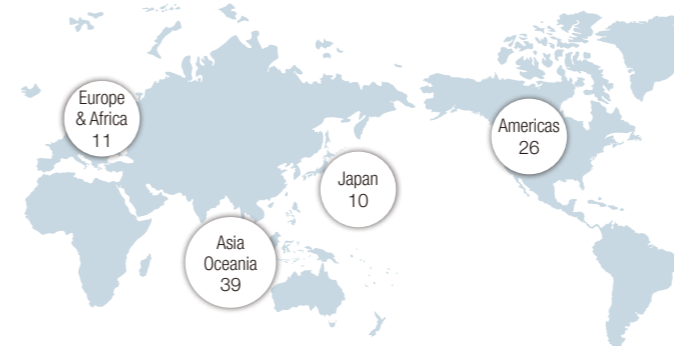 Europe
& Africa
11
Americas
26
Japan
10
Asia
Oceania
39